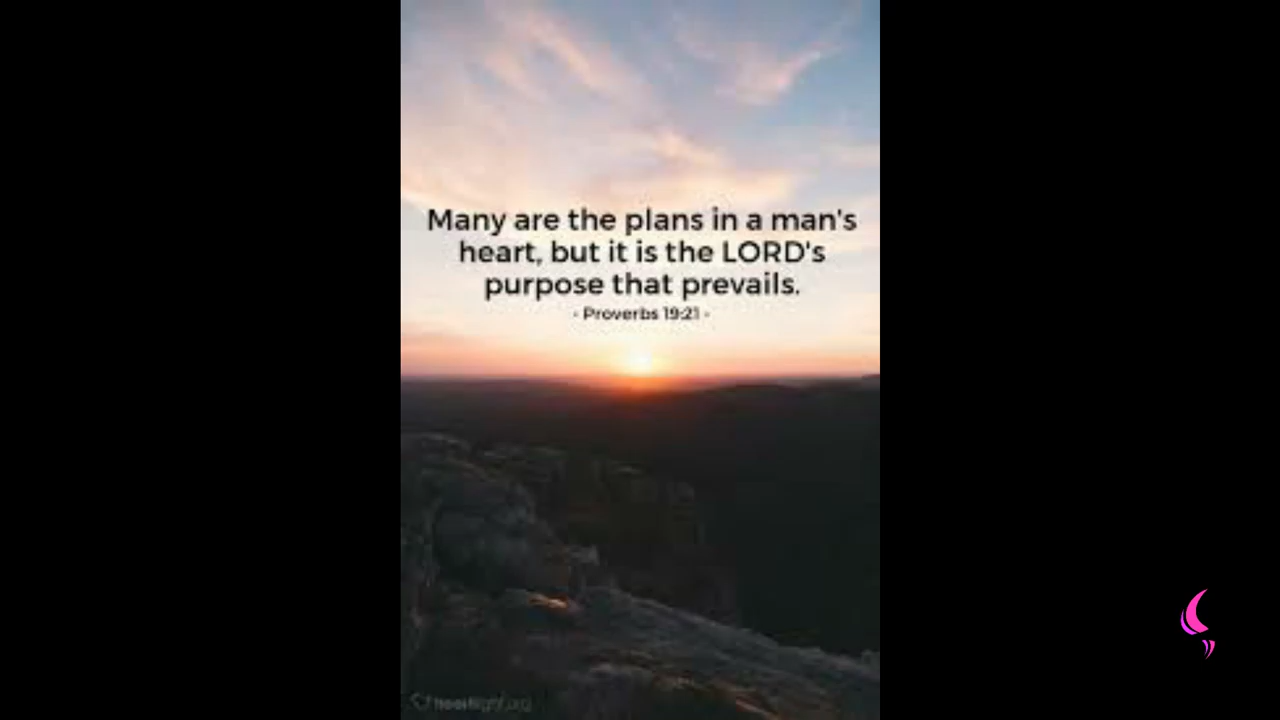 Many are the plans in a man's
heart, but it is the LORD's
purpose that prevails.
- Proverbs 19:21 -